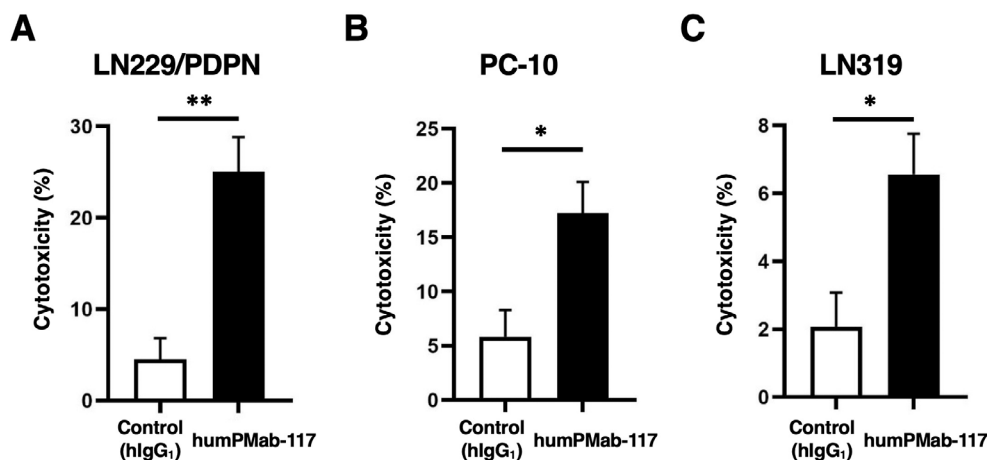 A
LN229/PDPN
**
Cytotoxicity (%)
30
20
10
0
Control
(hIgG₁)
humPMab-117
B
PC-10
*
Cytotoxicity (%)
25
20
15
10
5
0
Control
(hIgG₁)
humPMab-117
C
LN319
*
Cytotoxicity (%)
8
6
4
2
0
Control
(hIgG₁)
humPMab-117